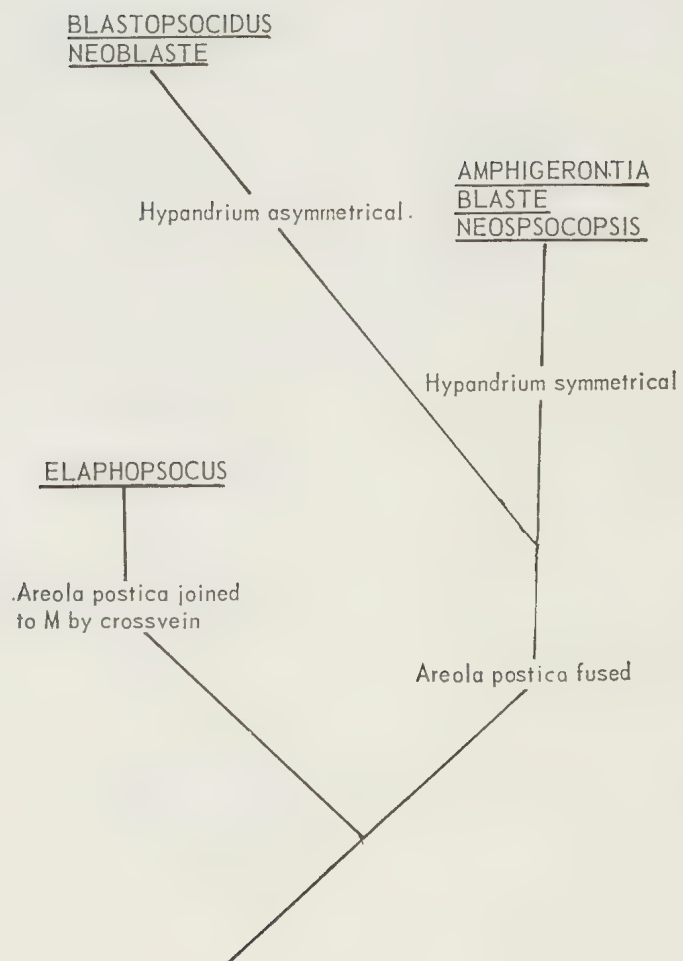 BLASTOPSOCIDUS
NEOBLASTE
Hypandrium asymmetrical.
AMPHIGERONTIA
BLASTE
NEOSPSOCOPSIS
Hypandrium symmetrical
ELAPHOPSOCUS
.Areola postica joined
to M by crossvein
Areola postica fused